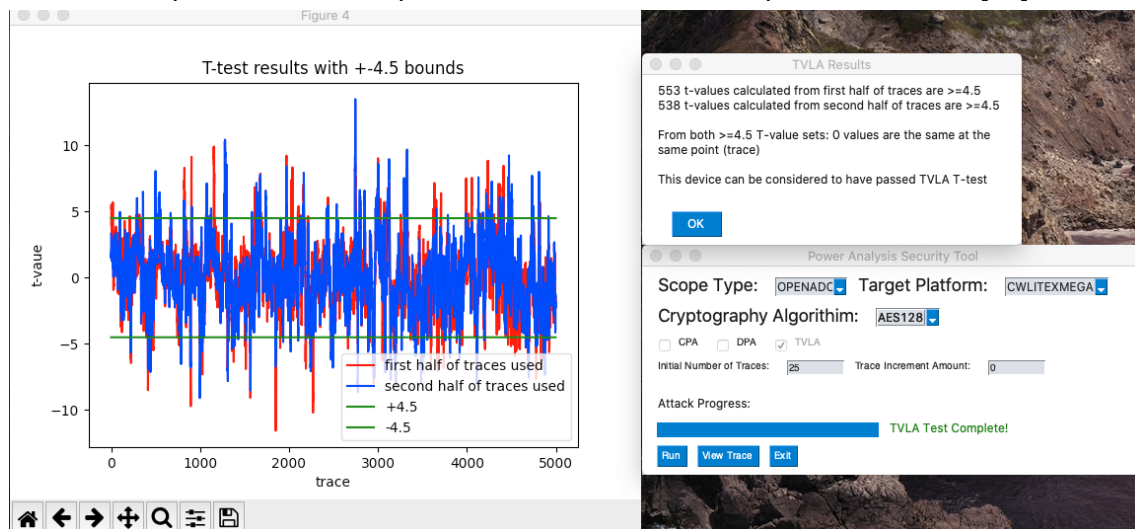 Figure 4
T-test results with +-4.5 bounds
10
5
0
−5
−10
t-vaue
first half of traces used
second half of traces used
+4.5
-4.5
0 1000 2000 3000 4000 5000
trace
TVLA Results
553 t-values calculated from first half of traces are >=4.5
538 t-values calculated from second half of traces are >=4.5
From both >=4.5 T-value sets: 0 values are the same at the
same point (trace)
This device can be considered to have passed TVLA T-test
OK
Power Analysis Security Tool
Scope Type: OPENADC Target Platform: CWLITEXMEGA
Cryptography Algorithim: AES128
CPA DPA TVLA
Initial Number of Traces: 25 Trace Increment Amount: 0
Attack Progress:
TVLA Test Complete!
Run View Trace Exit